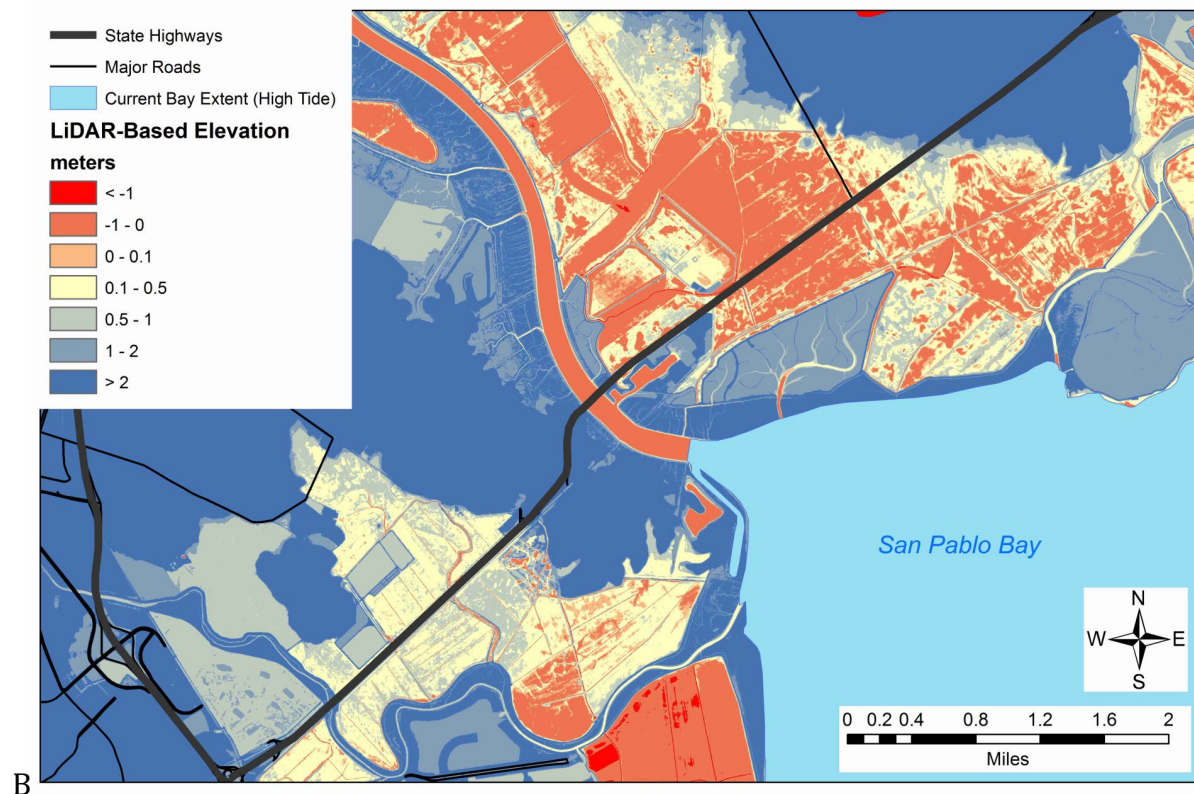 State Highways
Major Roads
Current Bay Extent (High Tide)
LiDAR-Based Elevation
meters
< -1
-1 - 0
0 - 0.1
0.1 - 0.5
0.5 - 1
1 - 2
> 2
San Pablo Bay
N
W E
S
0 0.2 0.4 0.8 1.2 1.6 2
Miles
B